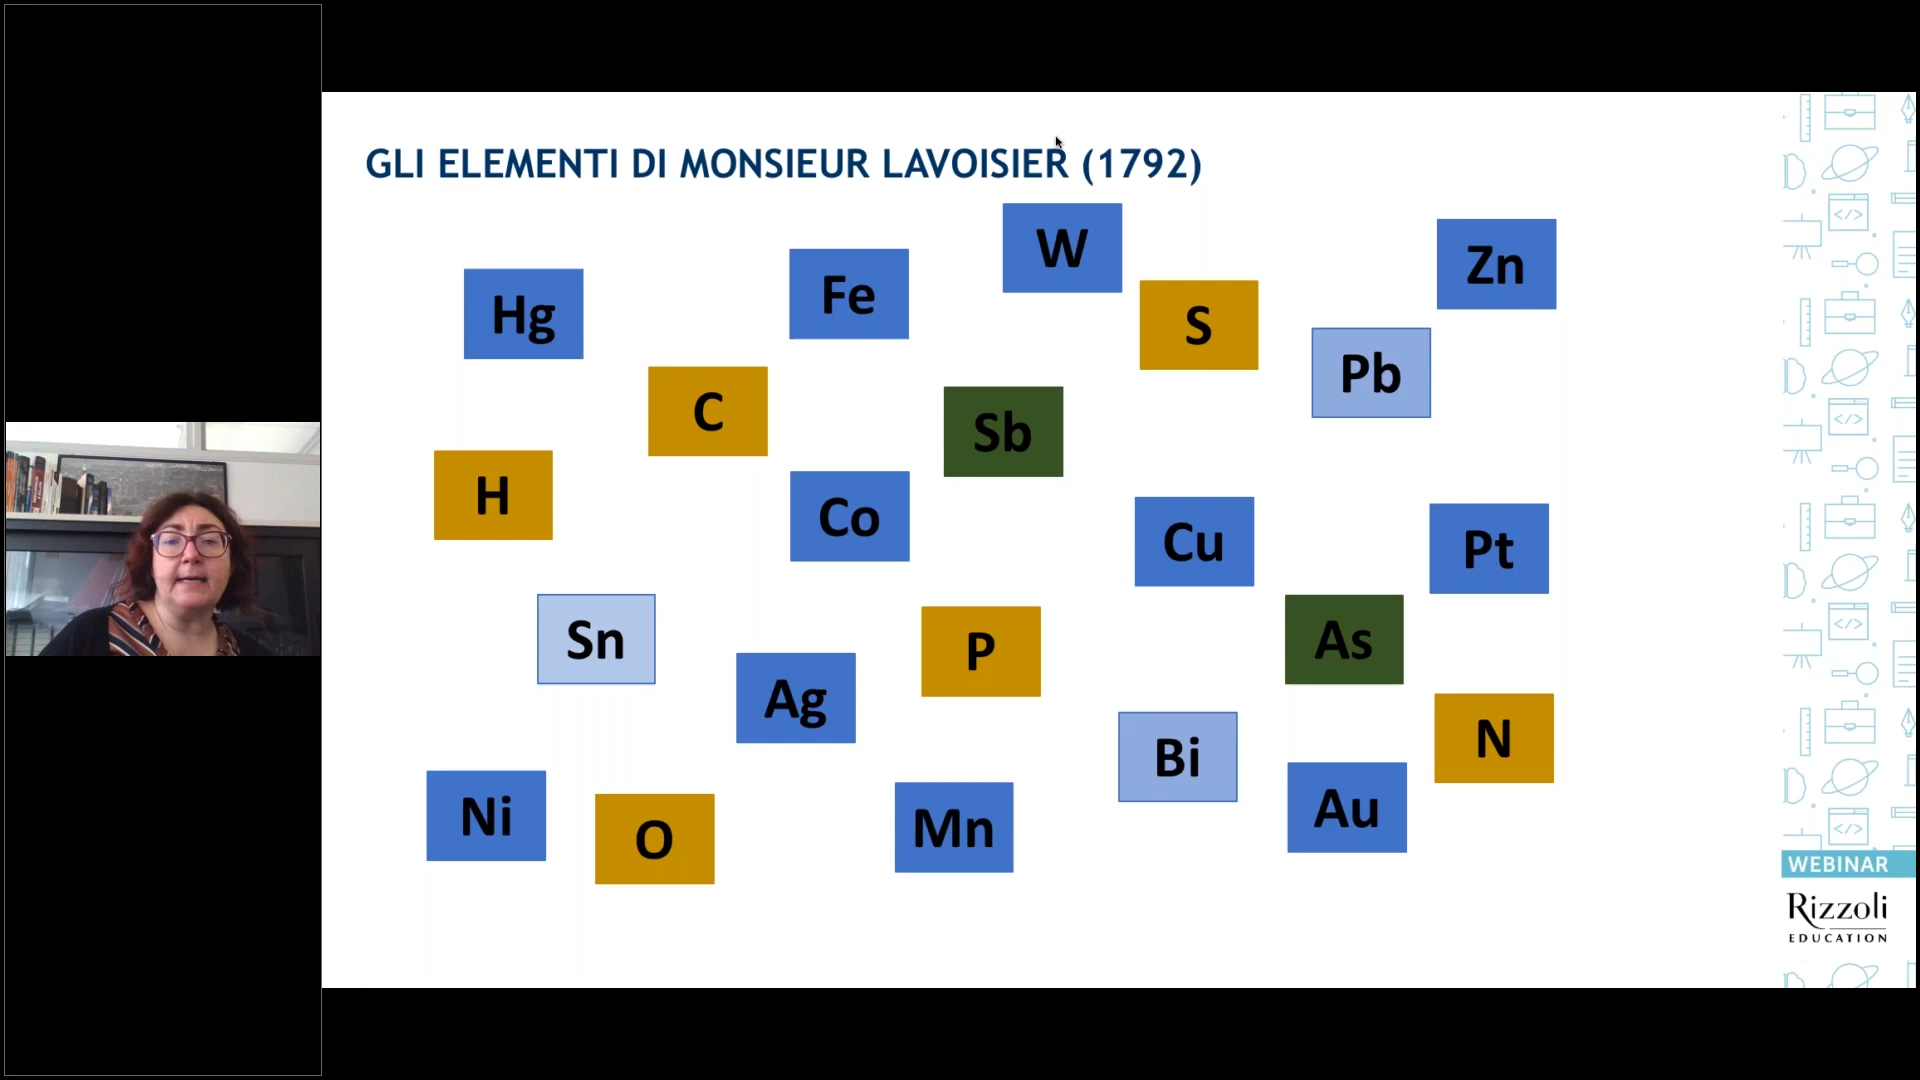 GLI ELEMENTI DI MONSIEUR LAVOISIER (1792)
W
Zn
Fe
Hg
S
Pb
C
Sb
H
Co
Cu
Pt
Sn
P
As
Ag
N
Bi
Ni
Au
O
Mn
</>
</>
</>
</>
WEBINAR
Rizzoli
EDUCATION